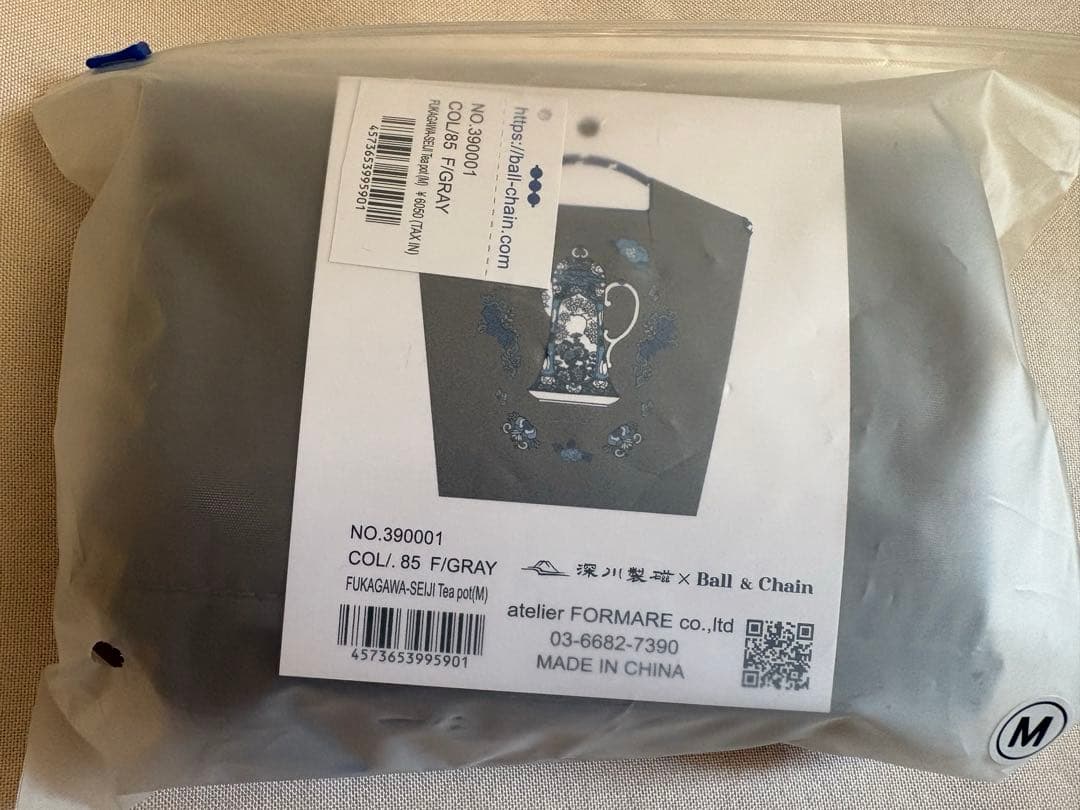 https://ball-chain.com
NO.390001
COL/85 F/GRAY
FUKAGAWA-SEIJI Tea pot(M) ¥ 6050 (TAX IN)
4573653995901
NO.390001
COL/. 85 F/GRAY
FUKAGAWA-SEIJI Tea pot(M)
4573653995901
深川製磁 × Ball & Chain
atelier FORMARE co.,ltd
03-6682-7390
MADE IN CHINA
M